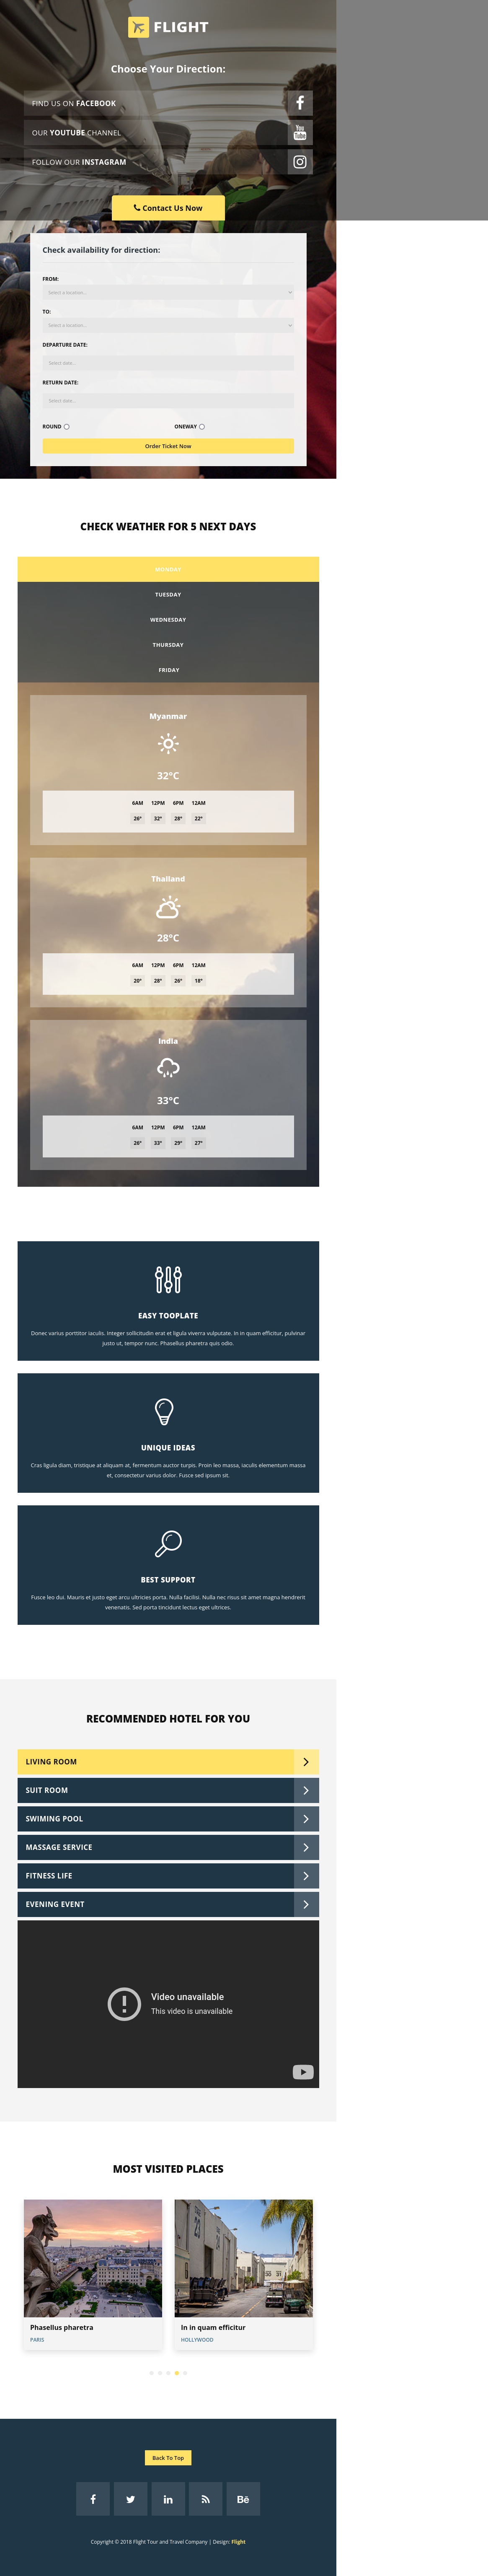 FLIGHT
Choose Your Direction:
FIND US ON FACEBOOK
OUR YOUTUBE CHANNEL
You Tube
FOLLOW OUR INSTAGRAM
Contact Us Now
Check availability for direction:
FROM:
Select a location...
TO:
Select a location...
DEPARTURE DATE:
Select date...
RETURN DATE:
Select date...
ROUND ONEWAY
Order Ticket Now
CHECK WEATHER FOR 5 NEXT DAYS
MONDAY
TUESDAY
WEDNESDAY
THURSDAY
FRIDAY
Myanmar
32°C
6AM 12PM 6PM 12AM
26° 32° 28° 22°
Thailand
28°C
6AM 12PM 6PM 12AM
20° 28° 26° 18°
India
33°C
6AM 12PM 6PM 12AM
26° 33° 29° 27°
EASY TOOPLATE
Donec varius porttitor iaculis. Integer sollicitudin erat et ligula viverra vulputate. In in quam efficitur, pulvinar
justo ut, tempor nunc. Phasellus pharetra quis odio.
UNIQUE IDEAS
Cras ligula diam, tristique at aliquam at, fermentum auctor turpis. Proin leo massa, iaculis elementum massa
et, consectetur varius dolor. Fusce sed ipsum sit.
BEST SUPPORT
Fusce leo dui. Mauris et justo eget arcu ultricies porta. Nulla facilisi. Nulla nec risus sit amet magna hendrerit
venenatis. Sed porta tincidunt lectus eget ultrices.
RECOMMENDED HOTEL FOR YOU
LIVING ROOM
SUIT ROOM
SWIMING POOL
MASSAGE SERVICE
FITNESS LIFE
EVENING EVENT
Video unavailable
This video is unavailable
MOST VISITED PLACES
Phasellus pharetra
PARIS
In in quam efficitur
HOLLYWOOD
Back To Top
Bē
Copyright © 2018 Flight Tour and Travel Company | Design: Flight